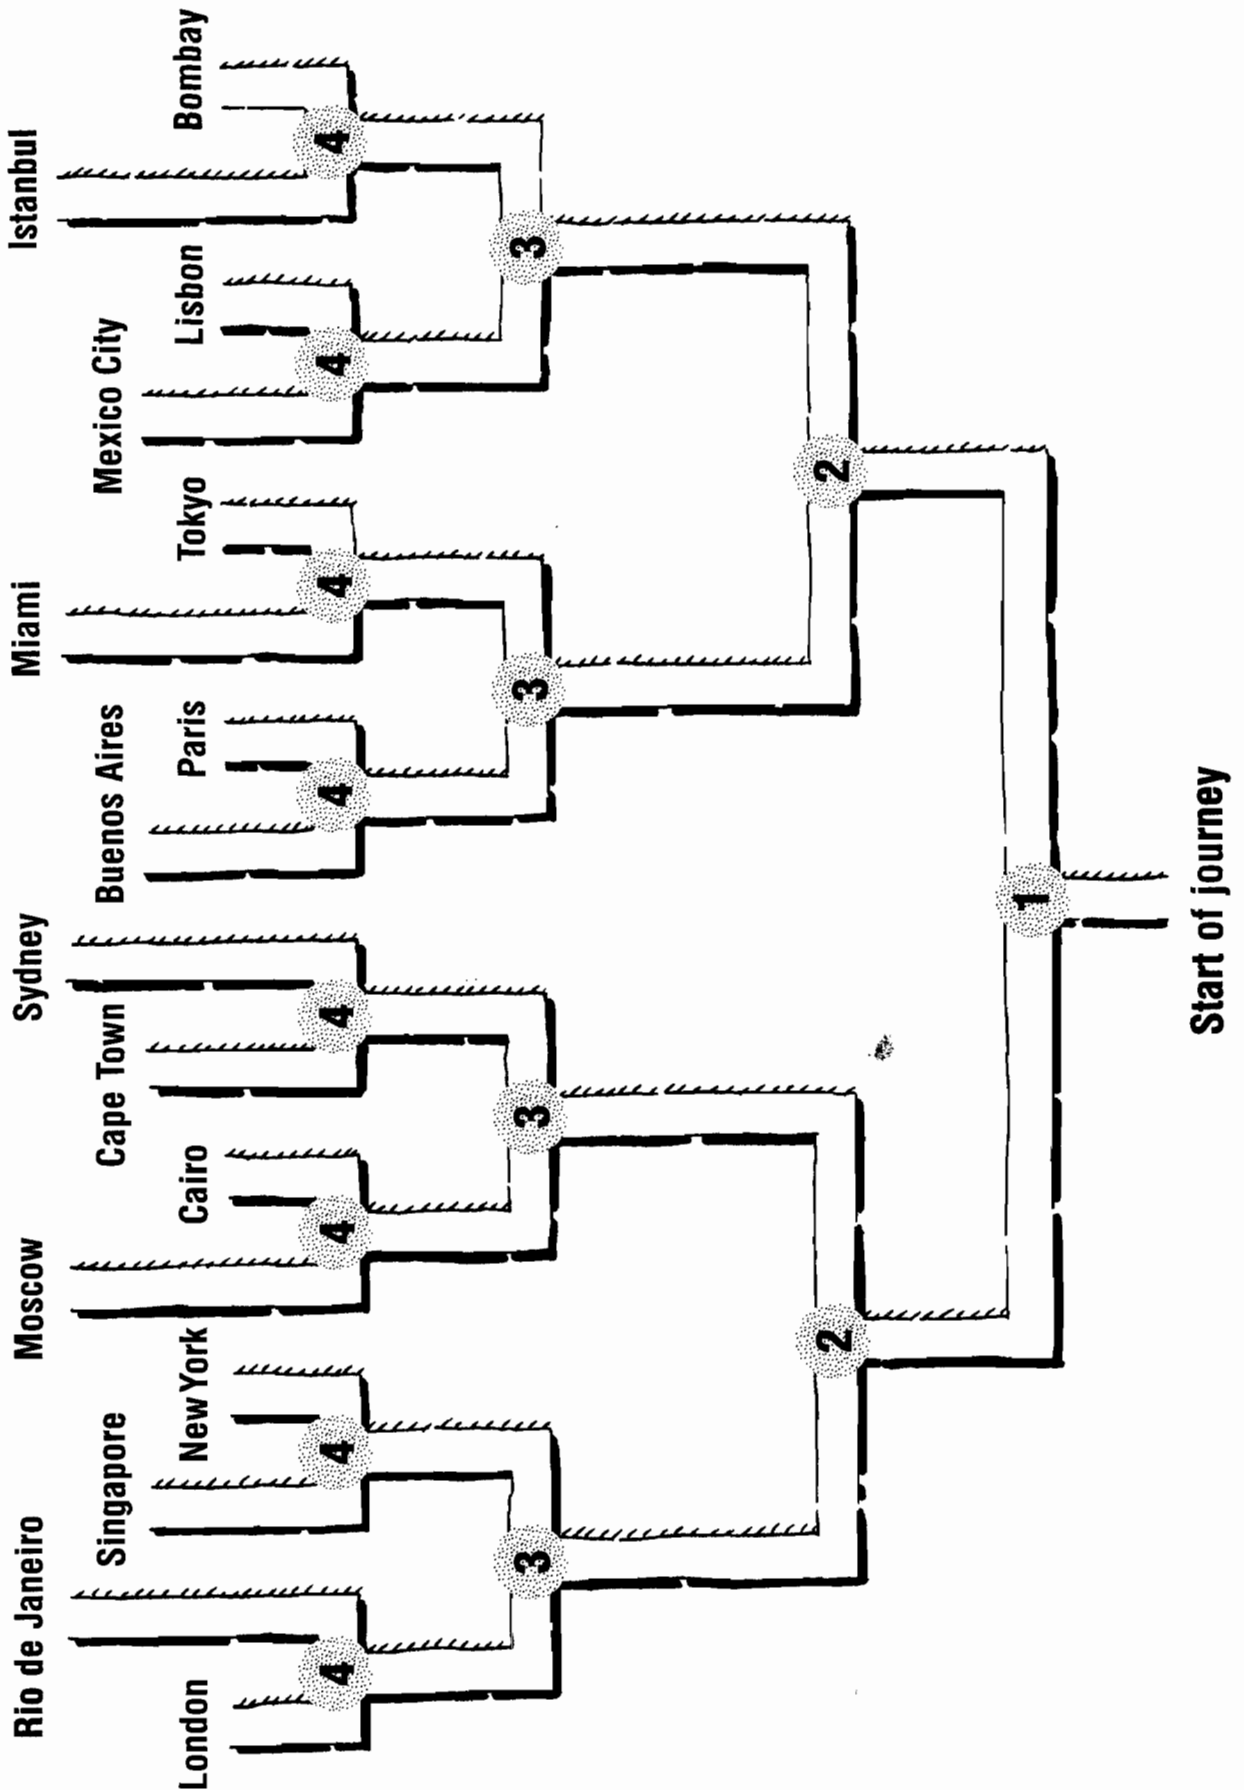 Rio de Janeiro
Moscow
Sydney
Miami
Istanbul
Singapore
Cape Town
Buenos Aires
Mexico City
London
New York
Cairo
Paris
Tokyo
Lisbon
Bombay
4 4 4 4 4 4 4 4
3 3 3 3
2 2
1
Start of journey